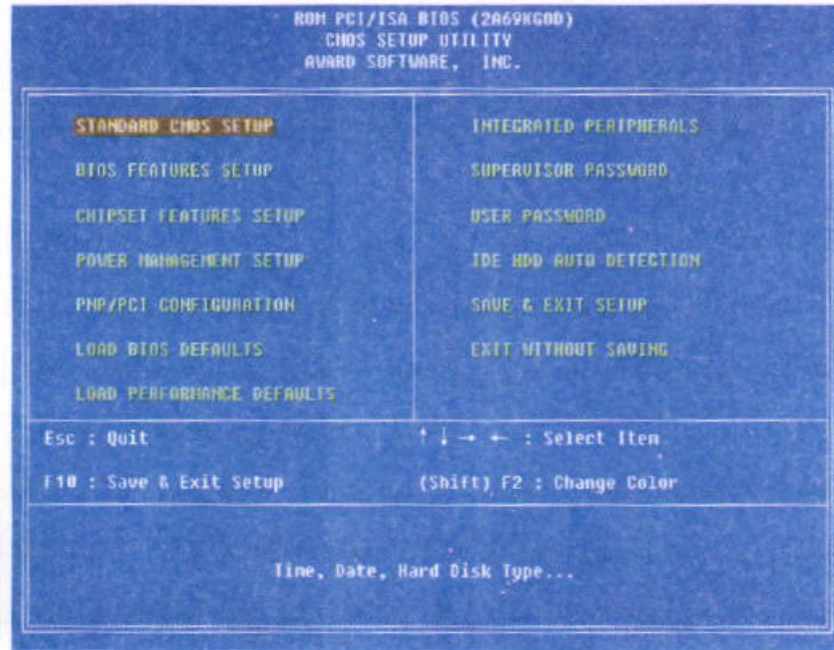 ROM PCI/ISA BIOS (2A69KG0D)
CMOS SETUP UTILITY
AWARD SOFTWARE, INC.
STANDARD CMOS SETUP
BIOS FEATURES SETUP
CHIPSET FEATURES SETUP
POWER MANAGEMENT SETUP
PNP/PCI CONFIGURATION
LOAD BIOS DEFAULTS
LOAD PERFORMANCE DEFAULTS
INTEGRATED PERIPHERALS
SUPERVISOR PASSWORD
USER PASSWORD
IDE HDD AUTO DETECTION
SAVE & EXIT SETUP
EXIT WITHOUT SAVING
Esc : Quit
F10 : Save & Exit Setup
↑ ↓ → ← : Select Item
(Shift) F2 : Change Color
Time, Date, Hard Disk Type...